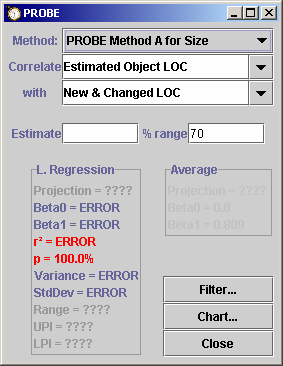 PROBE
Method: PROBE Method A for Size
Correlate Estimated Object LOC
with New & Changed LOC
Estimate % range 70
L. Regression
Projection = ????
Beta0 = ERROR
Beta1 = ERROR
r² = ERROR
p = 100.0%
Variance = ERROR
StdDev = ERROR
Range = ????
UPI = ????
LPI = ????
Average
Projection = ????
Beta0 = 0.0
Beta1 = 0.809
Filter...
Chart...
Close